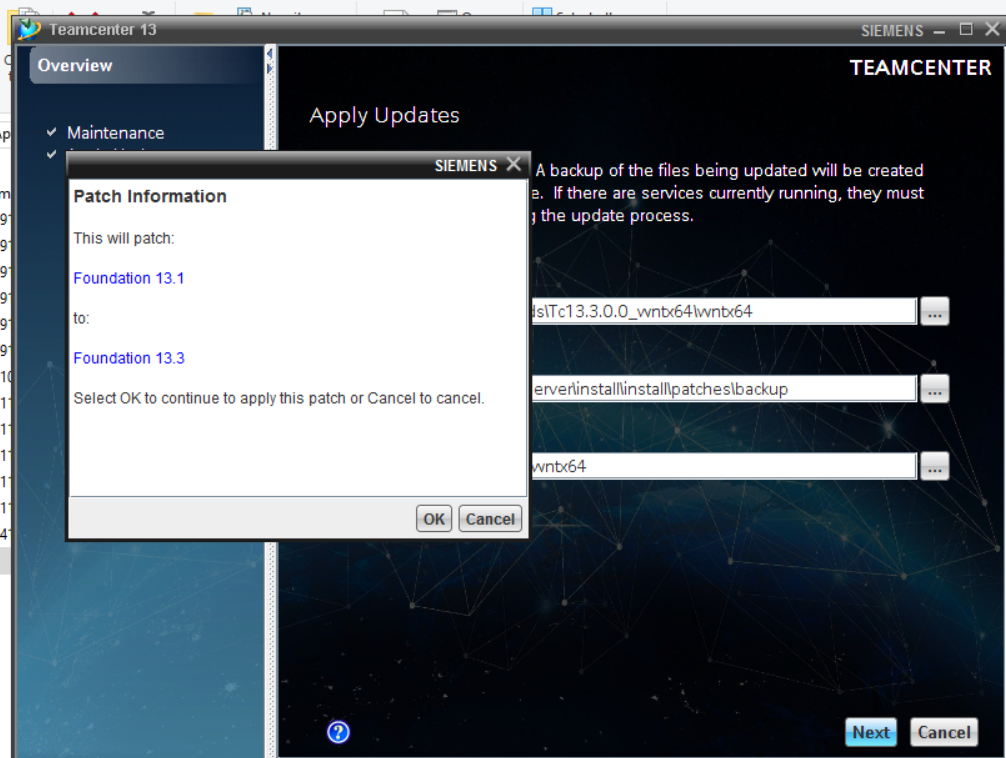 Teamcenter 13
SIEMENS
Overview
TEAMCENTER
Apply Updates
Maintenance
SIEMENS
A backup of the files being updated will be created
If there are services currently running, they must
the update process.
Patch Information
This will patch:
Foundation 13.1
to:
Foundation 13.3
Select OK to continue to apply this patch or Cancel to cancel.
OK Cancel
ds\Tc13.3.0.0_wntx64\wntx64
...
erver\install\install\patches\backup
...
wntx64
...
?
Next Cancel